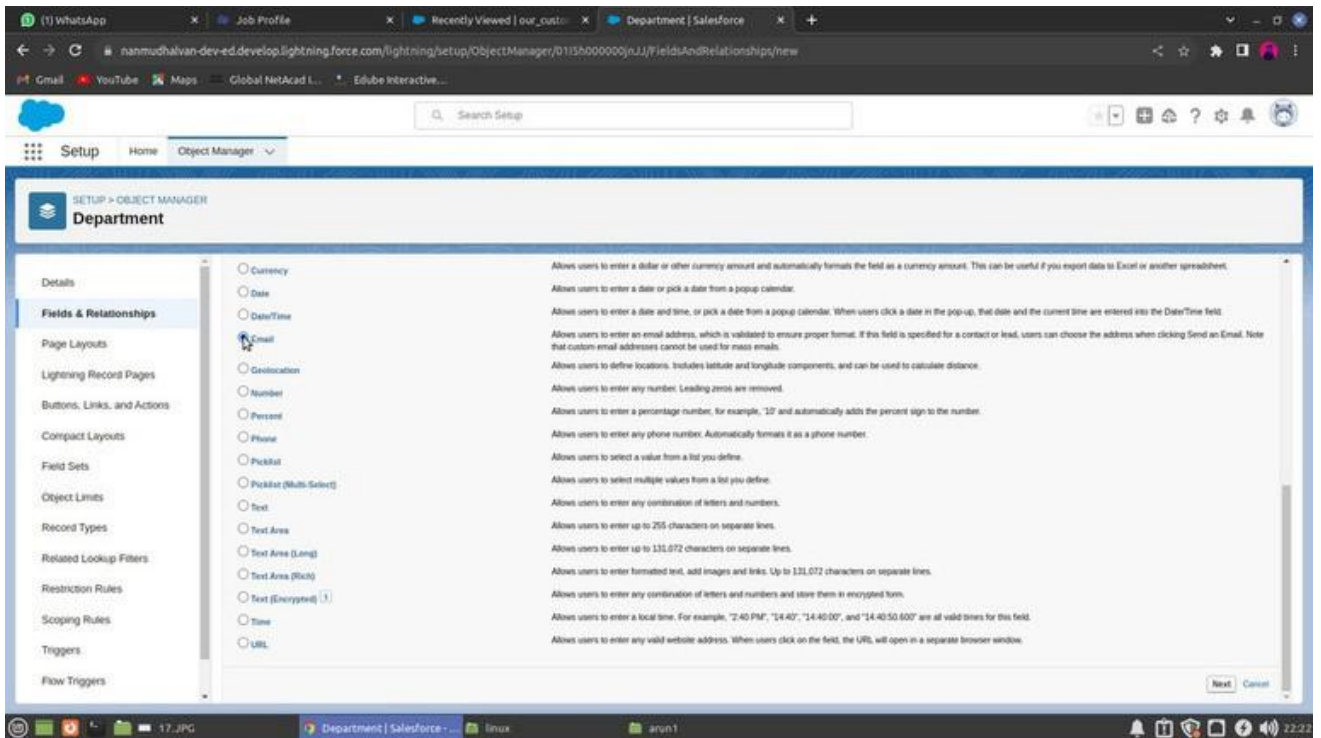 (1) WhatsApp
Job Profile
Recently Viewed | our_custo
Department | Salesforce
nanmudhalvan-dev-ed.develop.lightning.force.com/lightning/setup/ObjectManager/01I5h000000jnJJ/FieldsAndRelationships/new
Gmail YouTube Maps Global NetAcad I... Edube Interactive...
Search Setup
Setup Home Object Manager
SETUP > OBJECT MANAGER
Department
Details
Fields & Relationships
Page Layouts
Lightning Record Pages
Buttons, Links, and Actions
Compact Layouts
Field Sets
Object Limits
Record Types
Related Lookup Filters
Restriction Rules
Scoping Rules
Triggers
Flow Triggers
Currency Allows users to enter a dollar or other currency amount and automatically formats the field as a currency amount. This can be useful if you export data to Excel or another spreadsheet.
Date Allows users to enter a date or pick a date from a popup calendar.
Date/Time Allows users to enter a date and time, or pick a date from a popup calendar. When users click a date in the pop-up, that date and the current time are entered into the Date/Time field.
Email Allows users to enter an email address, which is validated to ensure proper format. If this field is specified for a contact or lead, users can choose the address when clicking Send an Email. Note
that custom email addresses cannot be used for mass emails.
Geolocation Allows users to define locations. Includes latitude and longitude components, and can be used to calculate distance.
Number Allows users to enter any number. Leading zeros are removed.
Percent Allows users to enter a percentage number, for example, '10' and automatically adds the percent sign to the number.
Phone Allows users to enter any phone number. Automatically formats it as a phone number.
Picklist Allows users to select a value from a list you define.
Picklist (Multi-Select) Allows users to select multiple values from a list you define.
Text Allows users to enter any combination of letters and numbers.
Text Area Allows users to enter up to 255 characters on separate lines.
Text Area (Long) Allows users to enter up to 131,072 characters on separate lines.
Text Area (Rich) Allows users to enter formatted text, add images and links. Up to 131,072 characters on separate lines.
Text (Encrypted) Allows users to enter any combination of letters and numbers and store them in encrypted form.
Time Allows users to enter a local time. For example, "2:40 PM", "14:40", "14:40:00", and "14:40:50.600" are all valid times for this field.
URL Allows users to enter any valid website address. When users click on the field, the URL will open in a separate browser window.
Next Cancel
17.JPG Department | Salesforce - ... linux arun1 22:22